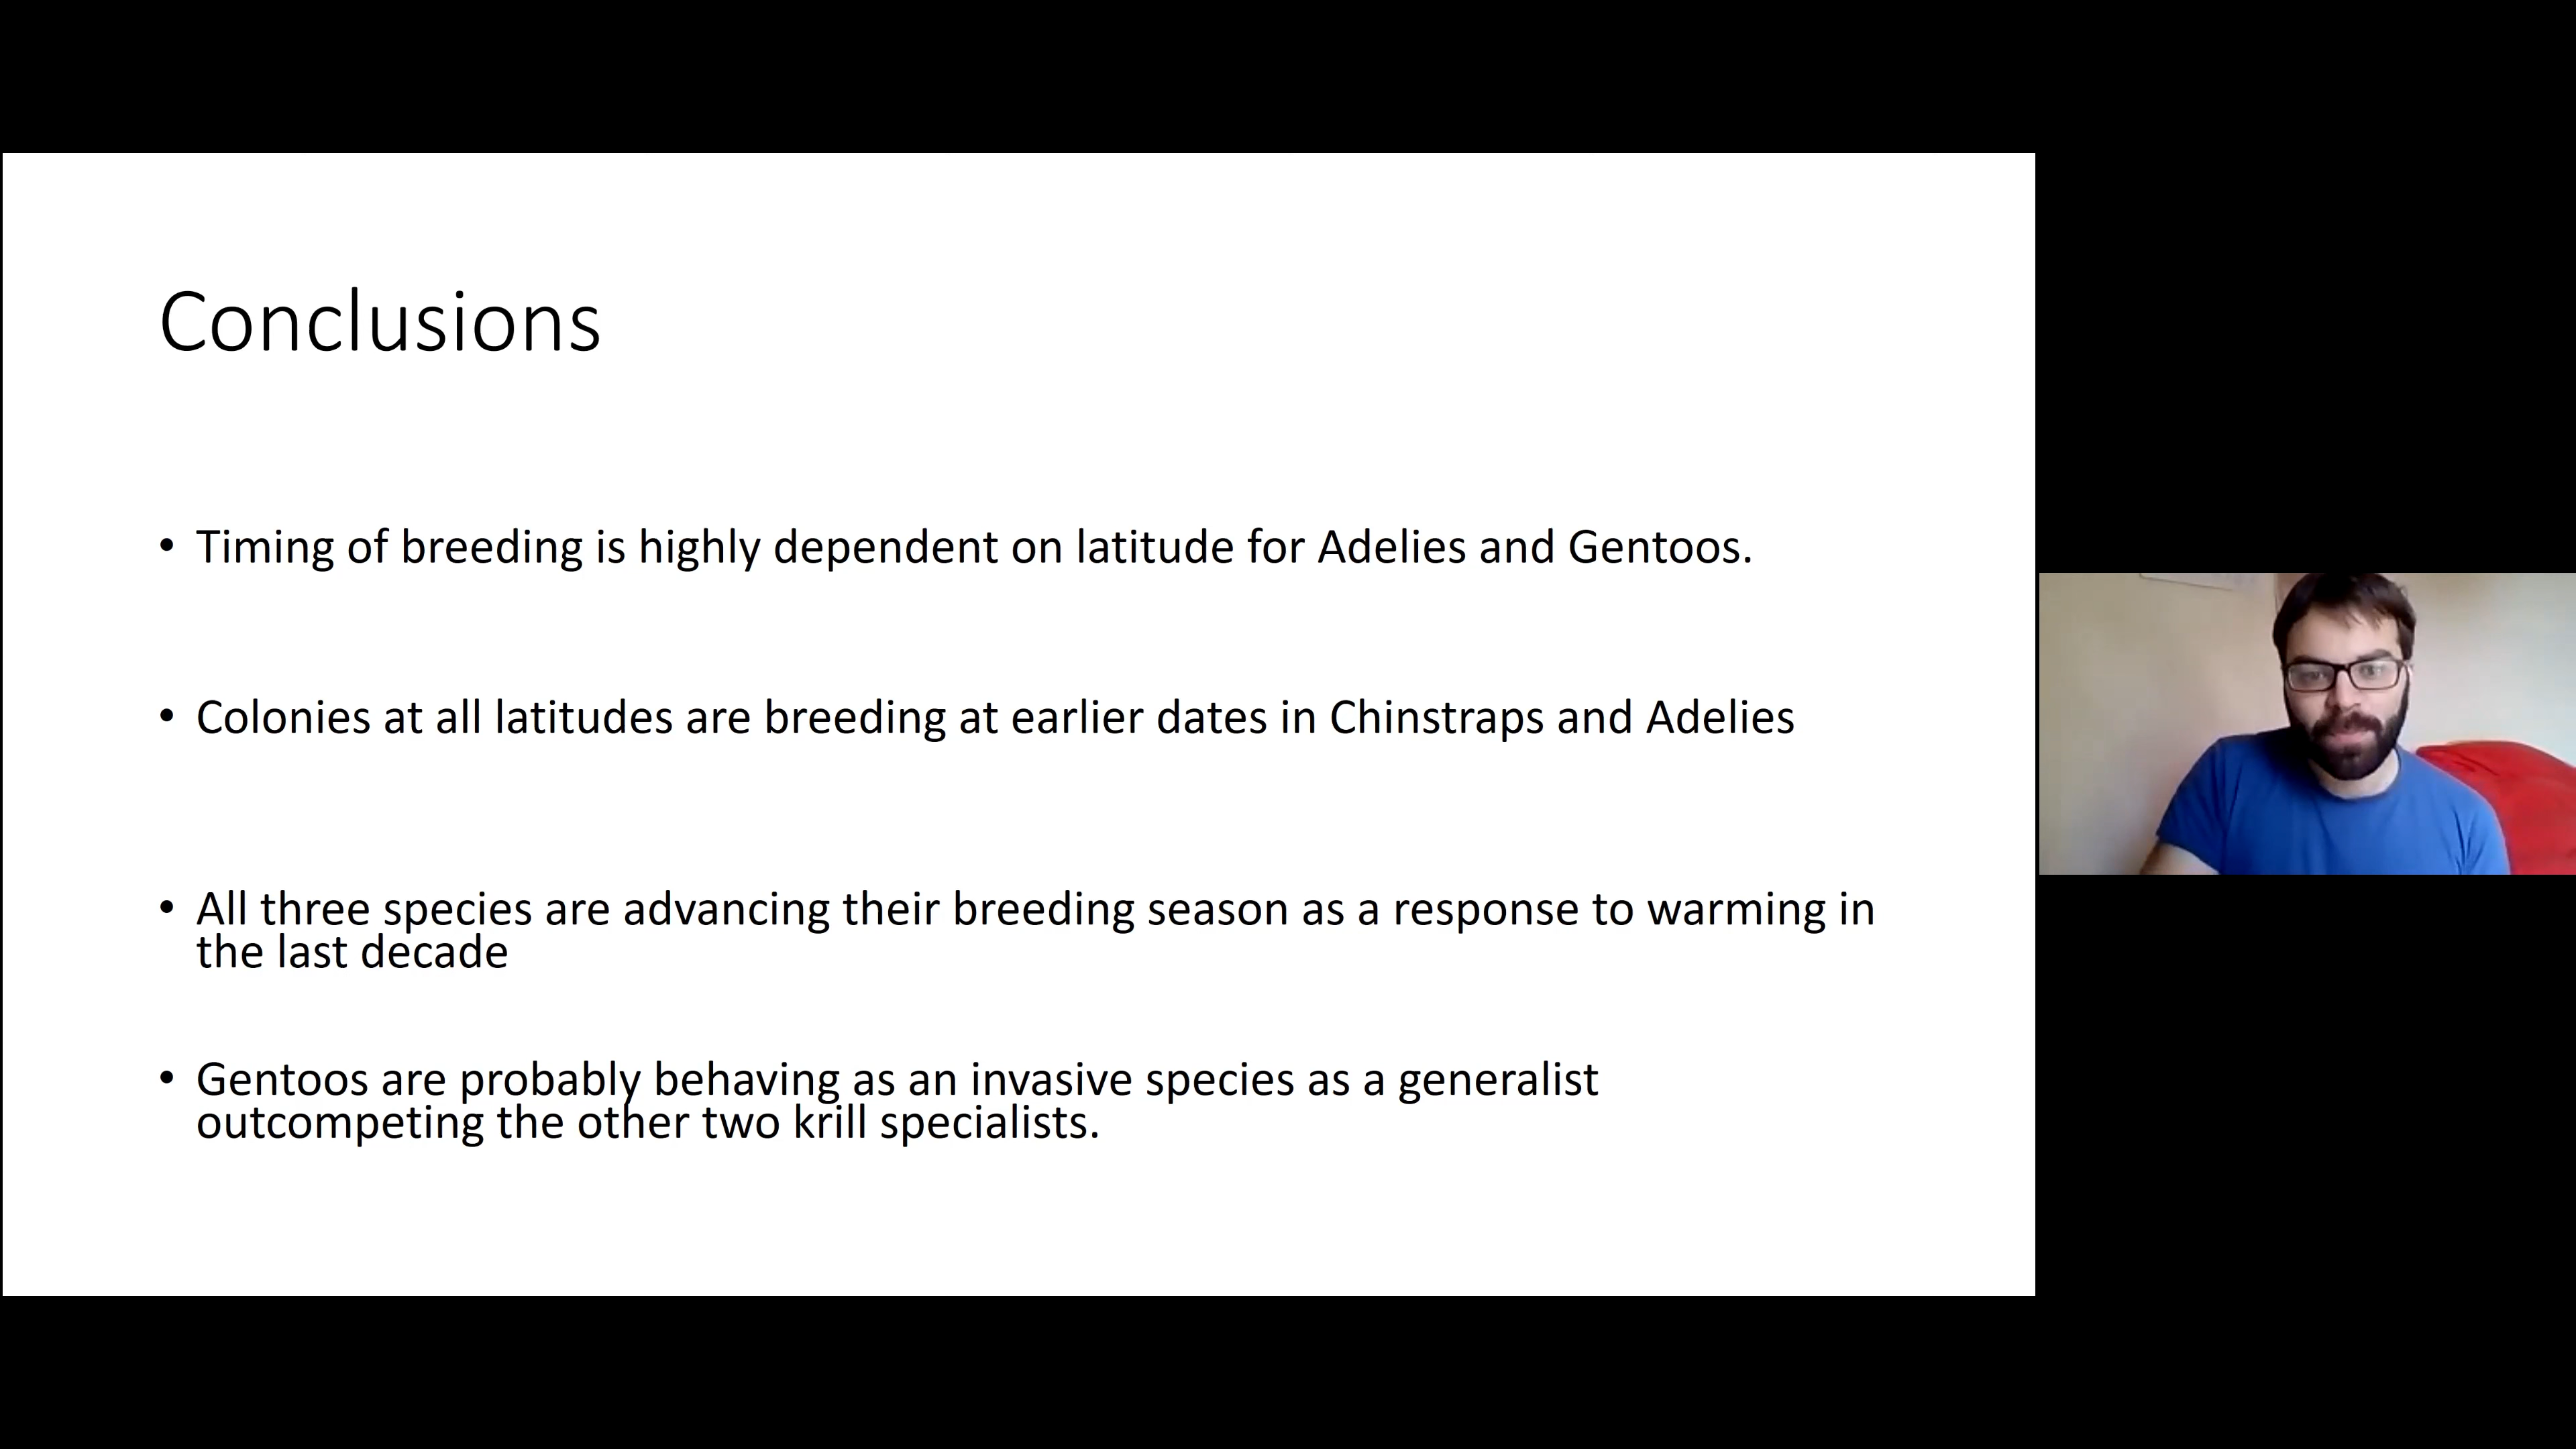 Conclusions
• Timing of breeding is highly dependent on latitude for Adelies and Gentoos.
• Colonies at all latitudes are breeding at earlier dates in Chinstraps and Adelies
• All three species are advancing their breeding season as a response to warming in
the last decade
• Gentoos are probably behaving as an invasive species as a generalist
outcompeting the other two krill specialists.